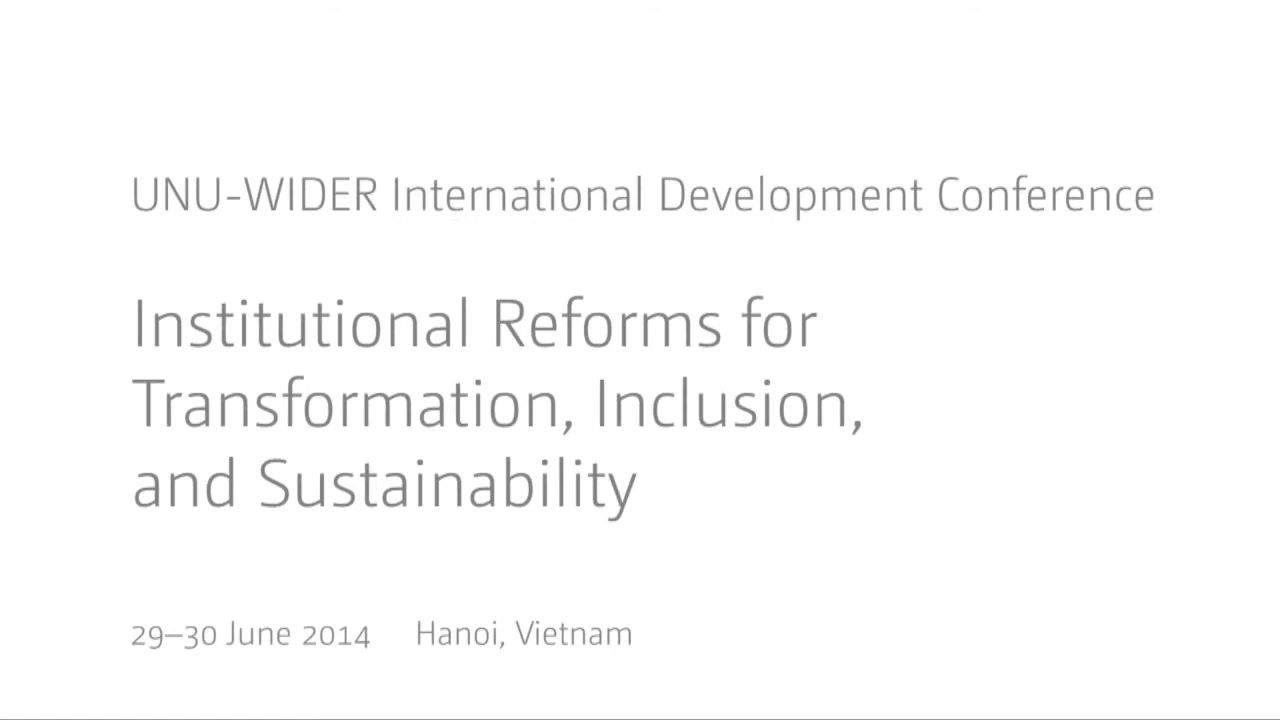 UNU-WIDER International Development Conference
Institutional Reforms for
Transformation, Inclusion,
and Sustainability
29–30 June 2014 Hanoi, Vietnam